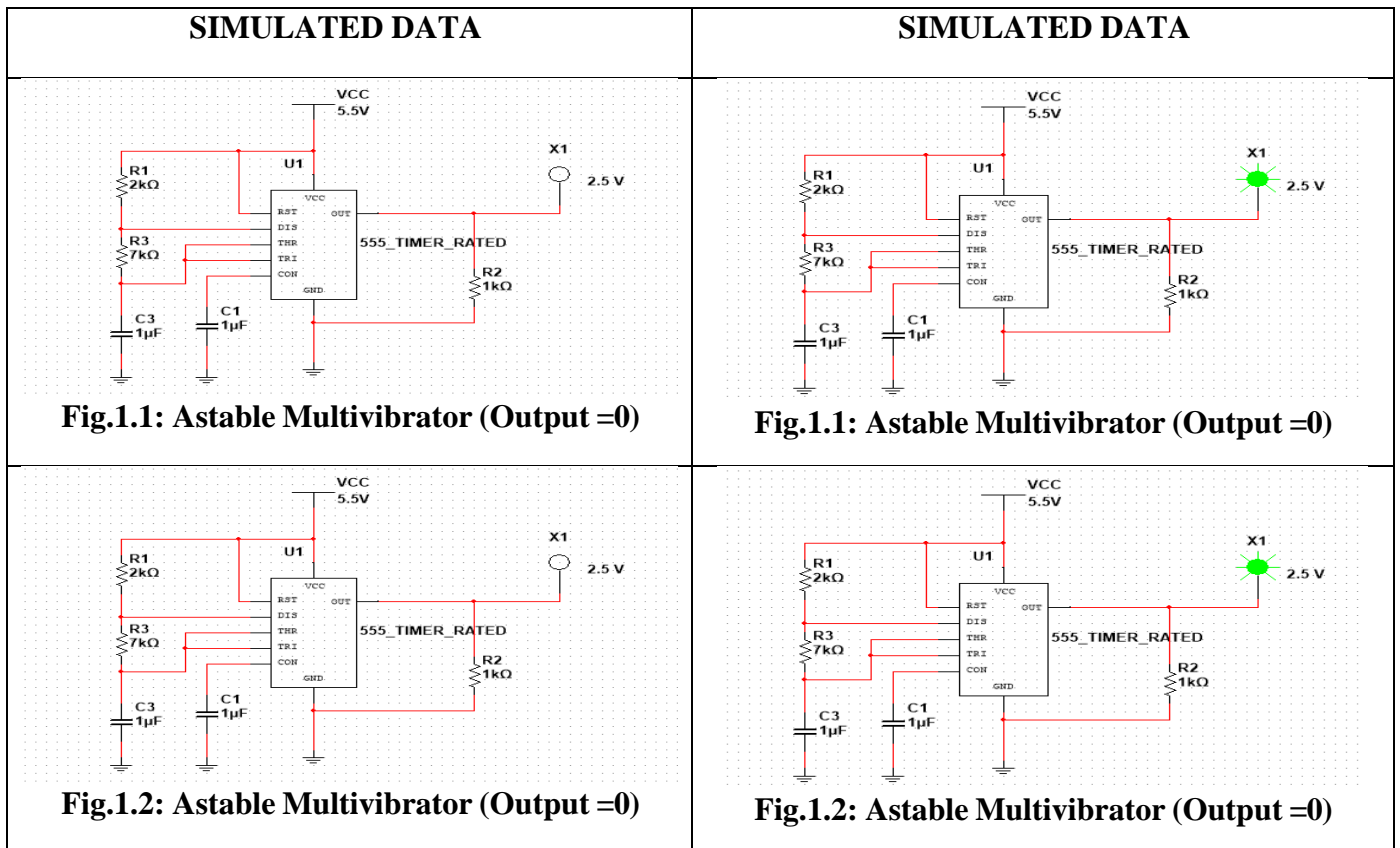 SIMULATED DATA
SIMULATED DATA
VCC
5.5V
R1
2kΩ
U1
X1
2.5 V
VCC
RST
OUT
DIS
THR
TRI
CON
GND
555_TIMER_RATED
R3
7kΩ
R2
1kΩ
C3
1µF
C1
1µF
Fig.1.1: Astable Multivibrator (Output =0)
VCC
5.5V
R1
2kΩ
U1
X1
2.5 V
VCC
RST
OUT
DIS
THR
TRI
CON
GND
555_TIMER_RATED
R3
7kΩ
R2
1kΩ
C3
1µF
C1
1µF
Fig.1.1: Astable Multivibrator (Output =0)
VCC
5.5V
R1
2kΩ
U1
X1
2.5 V
VCC
RST
OUT
DIS
THR
TRI
CON
GND
555_TIMER_RATED
R3
7kΩ
R2
1kΩ
C3
1µF
C1
1µF
Fig.1.2: Astable Multivibrator (Output =0)
VCC
5.5V
R1
2kΩ
U1
X1
2.5 V
VCC
RST
OUT
DIS
THR
TRI
CON
GND
555_TIMER_RATED
R3
7kΩ
R2
1kΩ
C3
1µF
C1
1µF
Fig.1.2: Astable Multivibrator (Output =0)